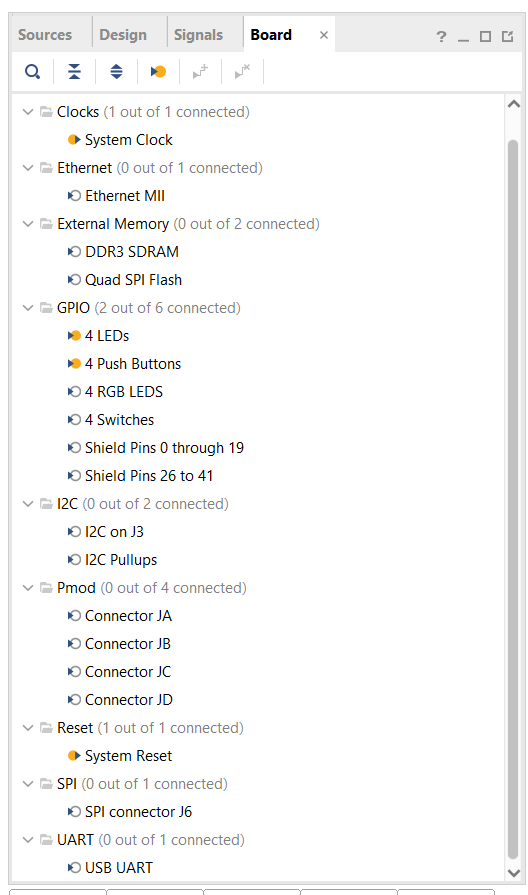 Sources Design Signals Board × ?
Clocks (1 out of 1 connected)
System Clock
Ethernet (0 out of 1 connected)
Ethernet MII
External Memory (0 out of 2 connected)
DDR3 SDRAM
Quad SPI Flash
GPIO (2 out of 6 connected)
4 LEDs
4 Push Buttons
4 RGB LEDS
4 Switches
Shield Pins 0 through 19
Shield Pins 26 to 41
I2C (0 out of 2 connected)
I2C on J3
I2C Pullups
Pmod (0 out of 4 connected)
Connector JA
Connector JB
Connector JC
Connector JD
Reset (1 out of 1 connected)
System Reset
SPI (0 out of 1 connected)
SPI connector J6
UART (0 out of 1 connected)
USB UART